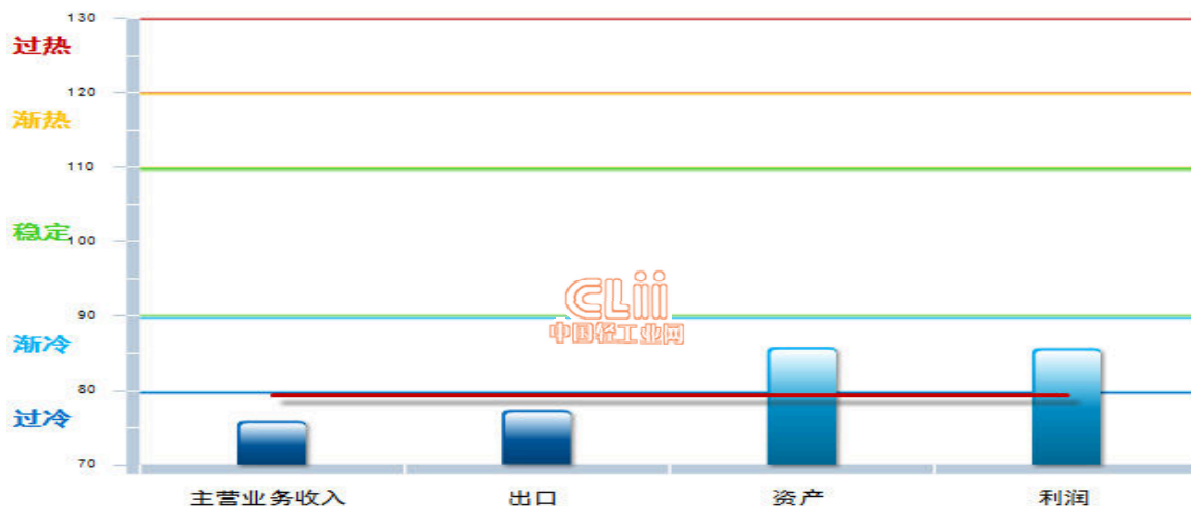 130
过热
120
渐热
110
稳定
100
90
CLiii
中国轻工业网
渐冷
80
过冷
70
主营业务收入 出口 资产 利润